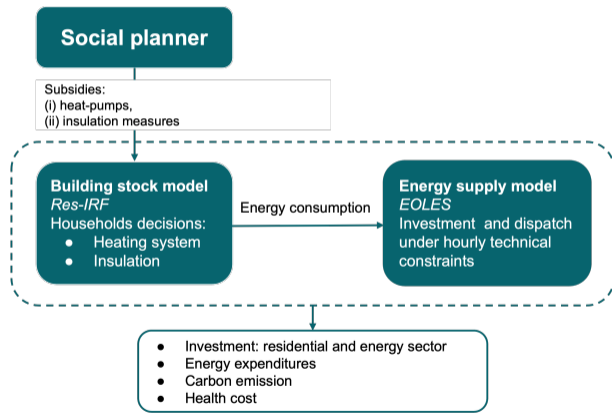 Social planner
Subsidies:
(i) heat-pumps,
(ii) insulation measures
Building stock model
Res-IRF
Households decisions:
● Heating system
● Insulation
Energy consumption
Energy supply model
EOLES
Investment and dispatch
under hourly technical
constraints
● Investment: residential and energy sector
● Energy expenditures
● Carbon emission
● Health cost